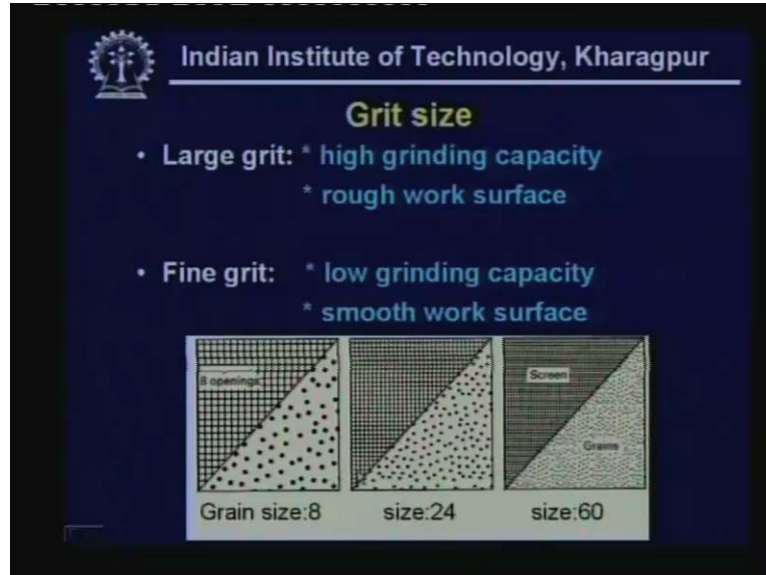 Indian Institute of Technology, Kharagpur
Grit size
• Large grit: * high grinding capacity
* rough work surface
• Fine grit: * low grinding capacity
* smooth work surface
8 openings
Screen
Grains
Grain size:8 size:24 size:60